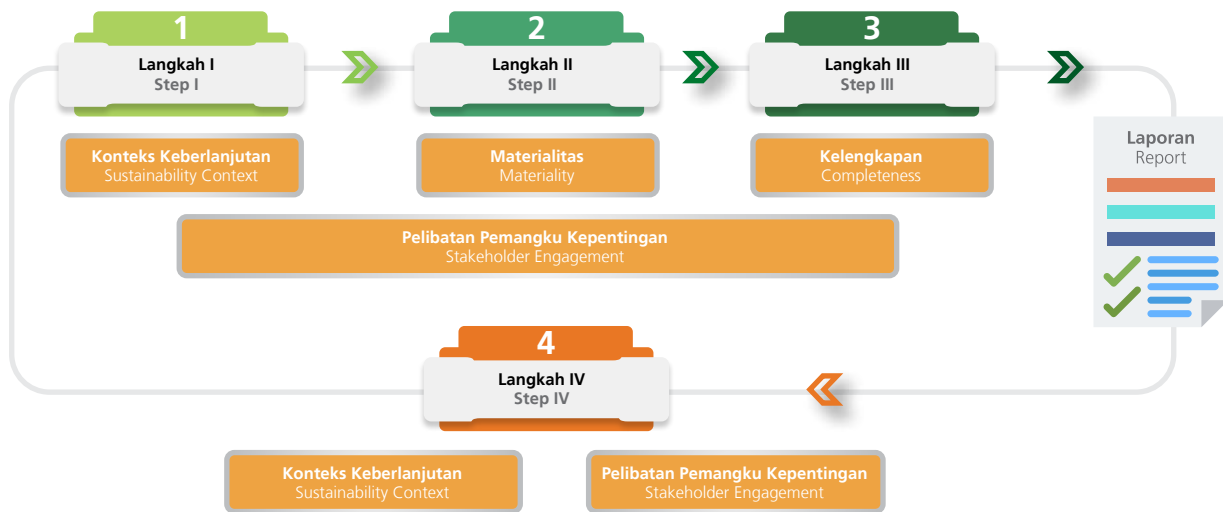 1
Langkah I
Step I
2
Langkah II
Step II
3
Langkah III
Step III
Konteks Keberlanjutan
Sustainability Context
Materialitas
Materiality
Kelengkapan
Completeness
Laporan
Report
Pelibatan Pemangku Kepentingan
Stakeholder Engagement
4
Langkah IV
Step IV
Konteks Keberlanjutan
Sustainability Context
Pelibatan Pemangku Kepentingan
Stakeholder Engagement